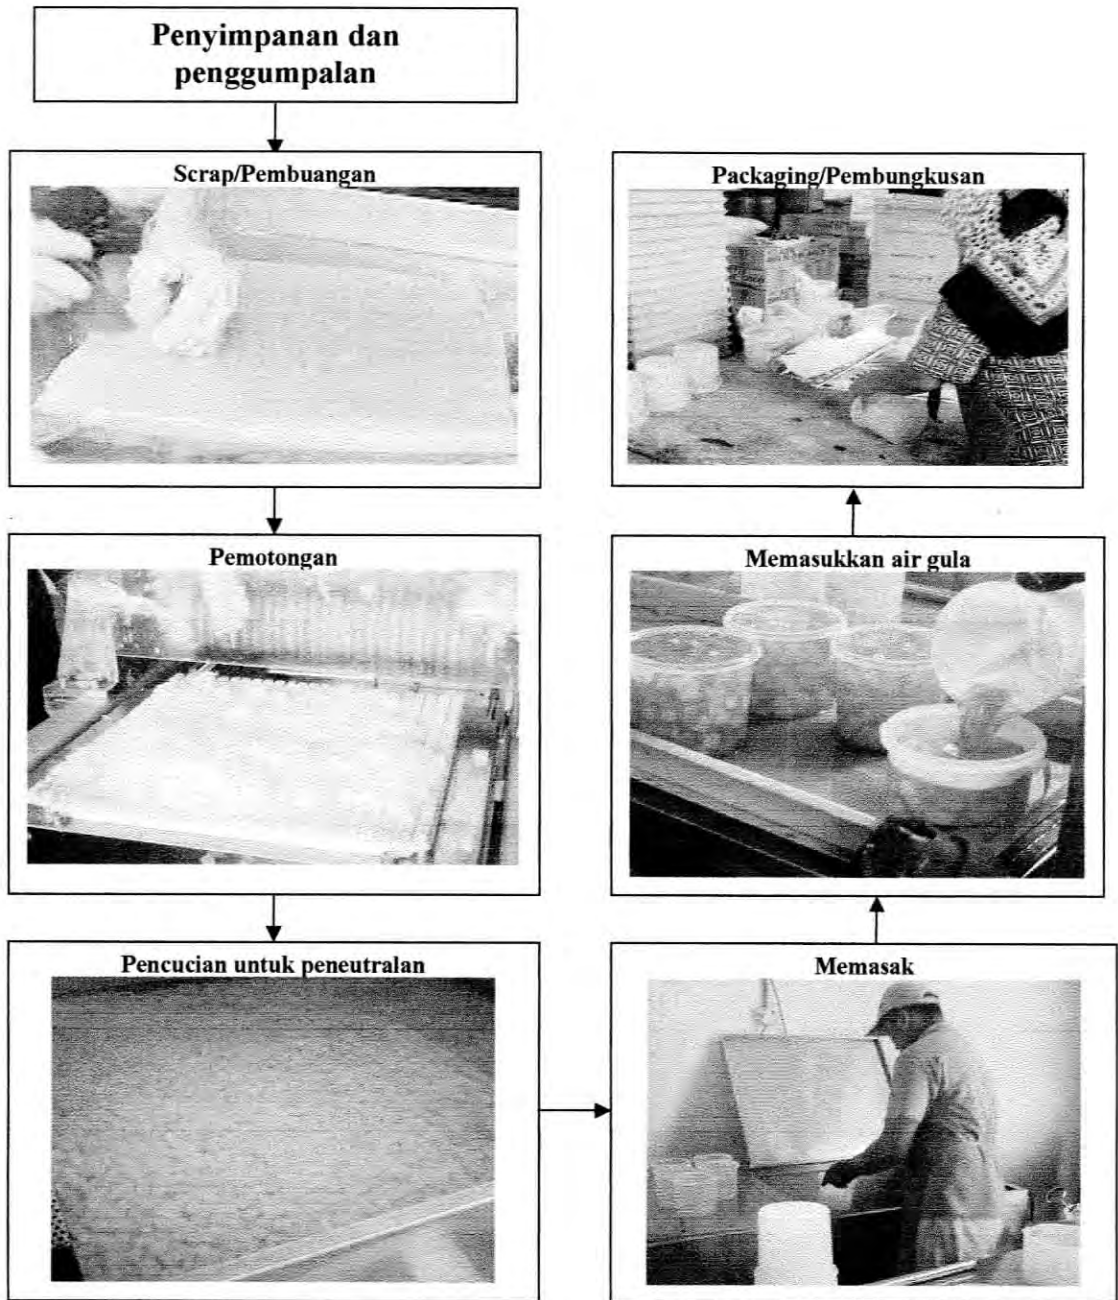 Penyimpanan dan
penggumpalan
Scrap/Pembuangan
Pemotongan
Pencucian untuk peneutralan
Memasak
Memasukkan air gula
Packaging/Pembungkusan